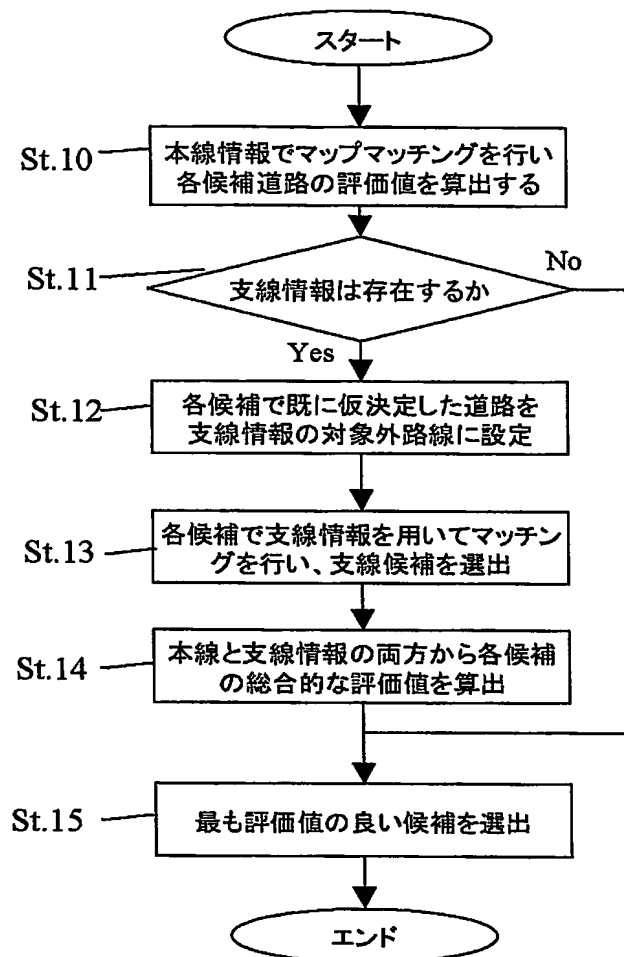 スタート
St.10
本線情報でマップマッチングを行い
各候補道路の評価値を算出する
St.11
支線情報は存在するか
No
Yes
St.12
各候補で既に仮決定した道路を
支線情報の対象外路線に設定
St.13
各候補で支線情報を用いてマッチン
グを行い、支線候補を選出
St.14
本線と支線情報の両方から各候補
の総合的な評価値を算出
St.15
最も評価値の良い候補を選出
エンド